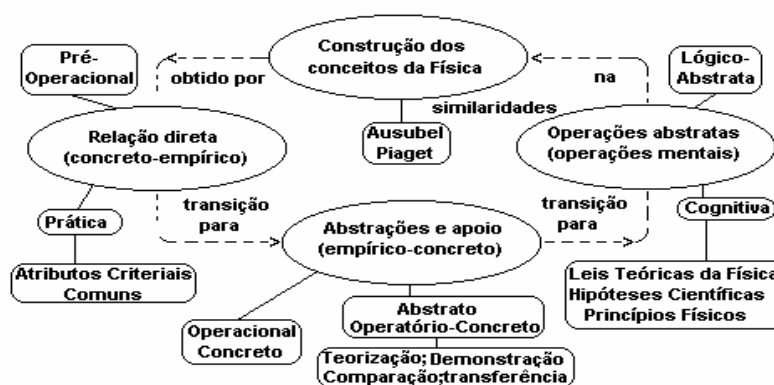 Pré-
Operacional
Construção dos
conceitos da Física
Lógico-
Abstrata
obtido por
na
similaridades
Ausubel
Piaget
Relação direta
(concreto-empírico)
Operações abstratas
(operações mentais)
Prática
transição
para
Abstrações e apoio
(empírico-concreto)
transição
para
Cognitiva
Atributos Criteriais
Comuns
Operacional
Concreto
Abstrato
Operatório-Concreto
Teorização; Demonstração
Comparação;transferência
Leis Teóricas da Física
Hipóteses Científicas
Princípios Físicos